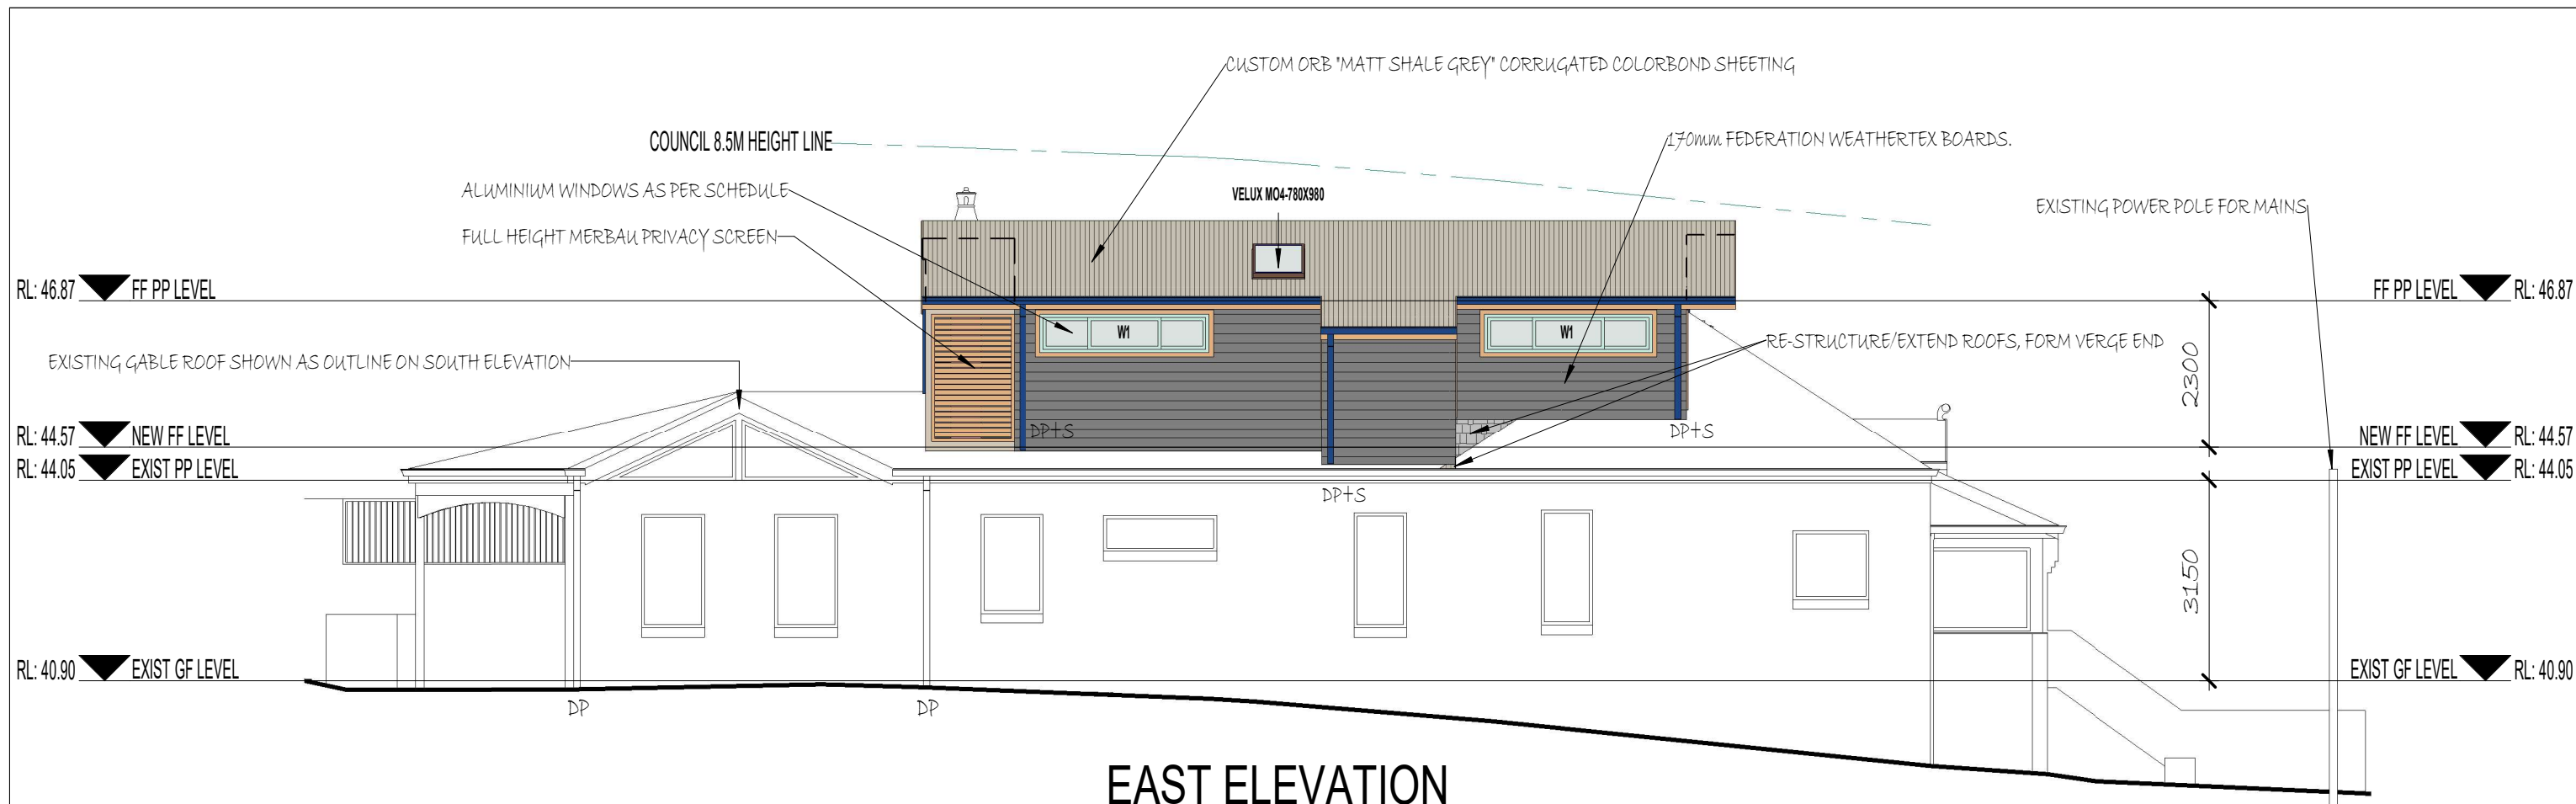 CUSTOM ORB "MATT SHALE GREY" CORRUGATED COLORBOND SHEETING
COUNCIL 8.5M HEIGHT LINE
170mm FEDERATION WEATHERTEX BOARDS.
ALUMINIUM WINDOWS AS PER SCHEDULE
VELUX MO4-780X980
EXISTING POWER POLE FOR MAINS
FULL HEIGHT MERBAU PRIVACY SCREEN
RL: 46.87 FF PP LEVEL
FF PP LEVEL RL: 46.87
W1
W1
RE-STRUCTURE/EXTEND ROOFS, FORM VERGE END
EXISTING GABLE ROOF SHOWN AS OUTLINE ON SOUTH ELEVATION
2300
RL: 44.57 NEW FF LEVEL
DP+S
DP+S
NEW FF LEVEL RL: 44.57
RL: 44.05 EXIST PP LEVEL
EXIST PP LEVEL RL: 44.05
DP+S
3150
RL: 40.90 EXIST GF LEVEL
EXIST GF LEVEL RL: 40.90
DP
DP
EAST ELEVATION